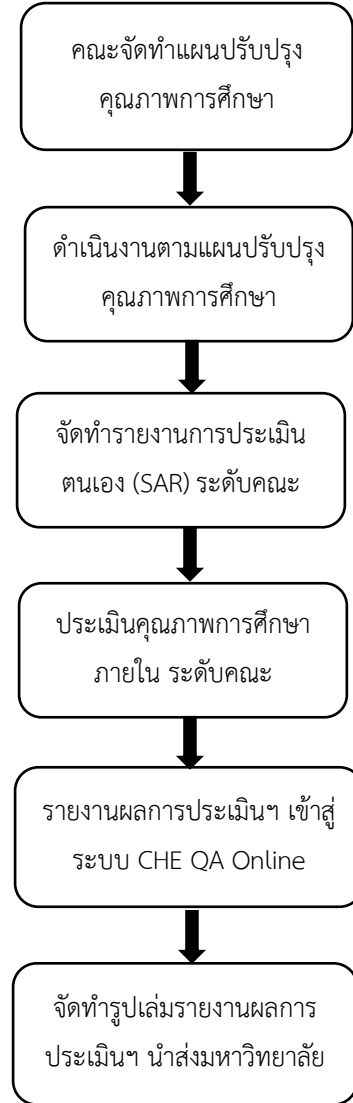 คณะจัดทำแผนปรับปรุง
คุณภาพการศึกษา
ดำเนินงานตามแผนปรับปรุง
คุณภาพการศึกษา
จัดทำรายงานการประเมิน
ตนเอง (SAR) ระดับคณะ
ประเมินคุณภาพการศึกษา
ภายใน ระดับคณะ
รายงานผลการประเมินฯ เข้าสู่
ระบบ CHE QA Online
จัดทำรูปเล่มรายงานผลการ
ประเมินฯ นำส่งมหาวิทยาลัย